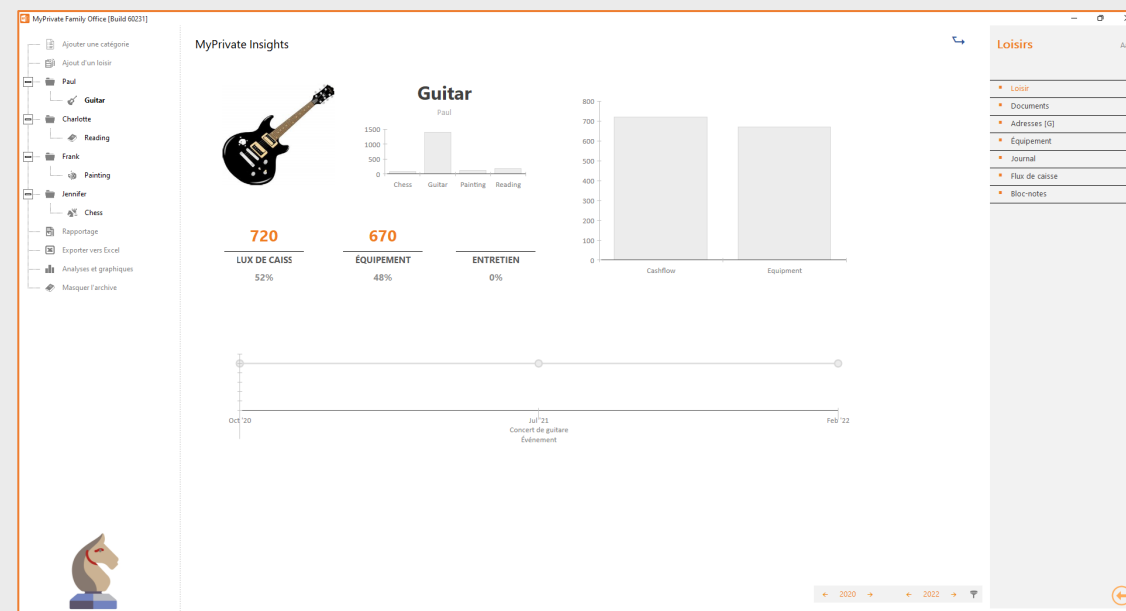 MyPrivate Family Office [Build 60231]
Ajouter une catégorie
Ajout d'un loisir
Paul
Guitar
Charlotte
Reading
Frank
Painting
Jennifer
Chess
Rapportage
Exporter vers Excel
Analyses et graphiques
Masquer l'archive
MyPrivate Insights
Guitar
Paul
1500
1000
500
0
Chess Guitar Painting Reading
720 670
LUX DE CAISS ÉQUIPEMENT ENTRETIEN
52% 48% 0%
800
700
600
500
400
300
200
100
0
Cashflow Equipment
Oct '20 Jul '21 Feb '22
Concert de guitare
Événement
2020 2022
Loisirs
Loisir
Documents
Adresses [G]
Équipement
Journal
Flux de caisse
Bloc-notes